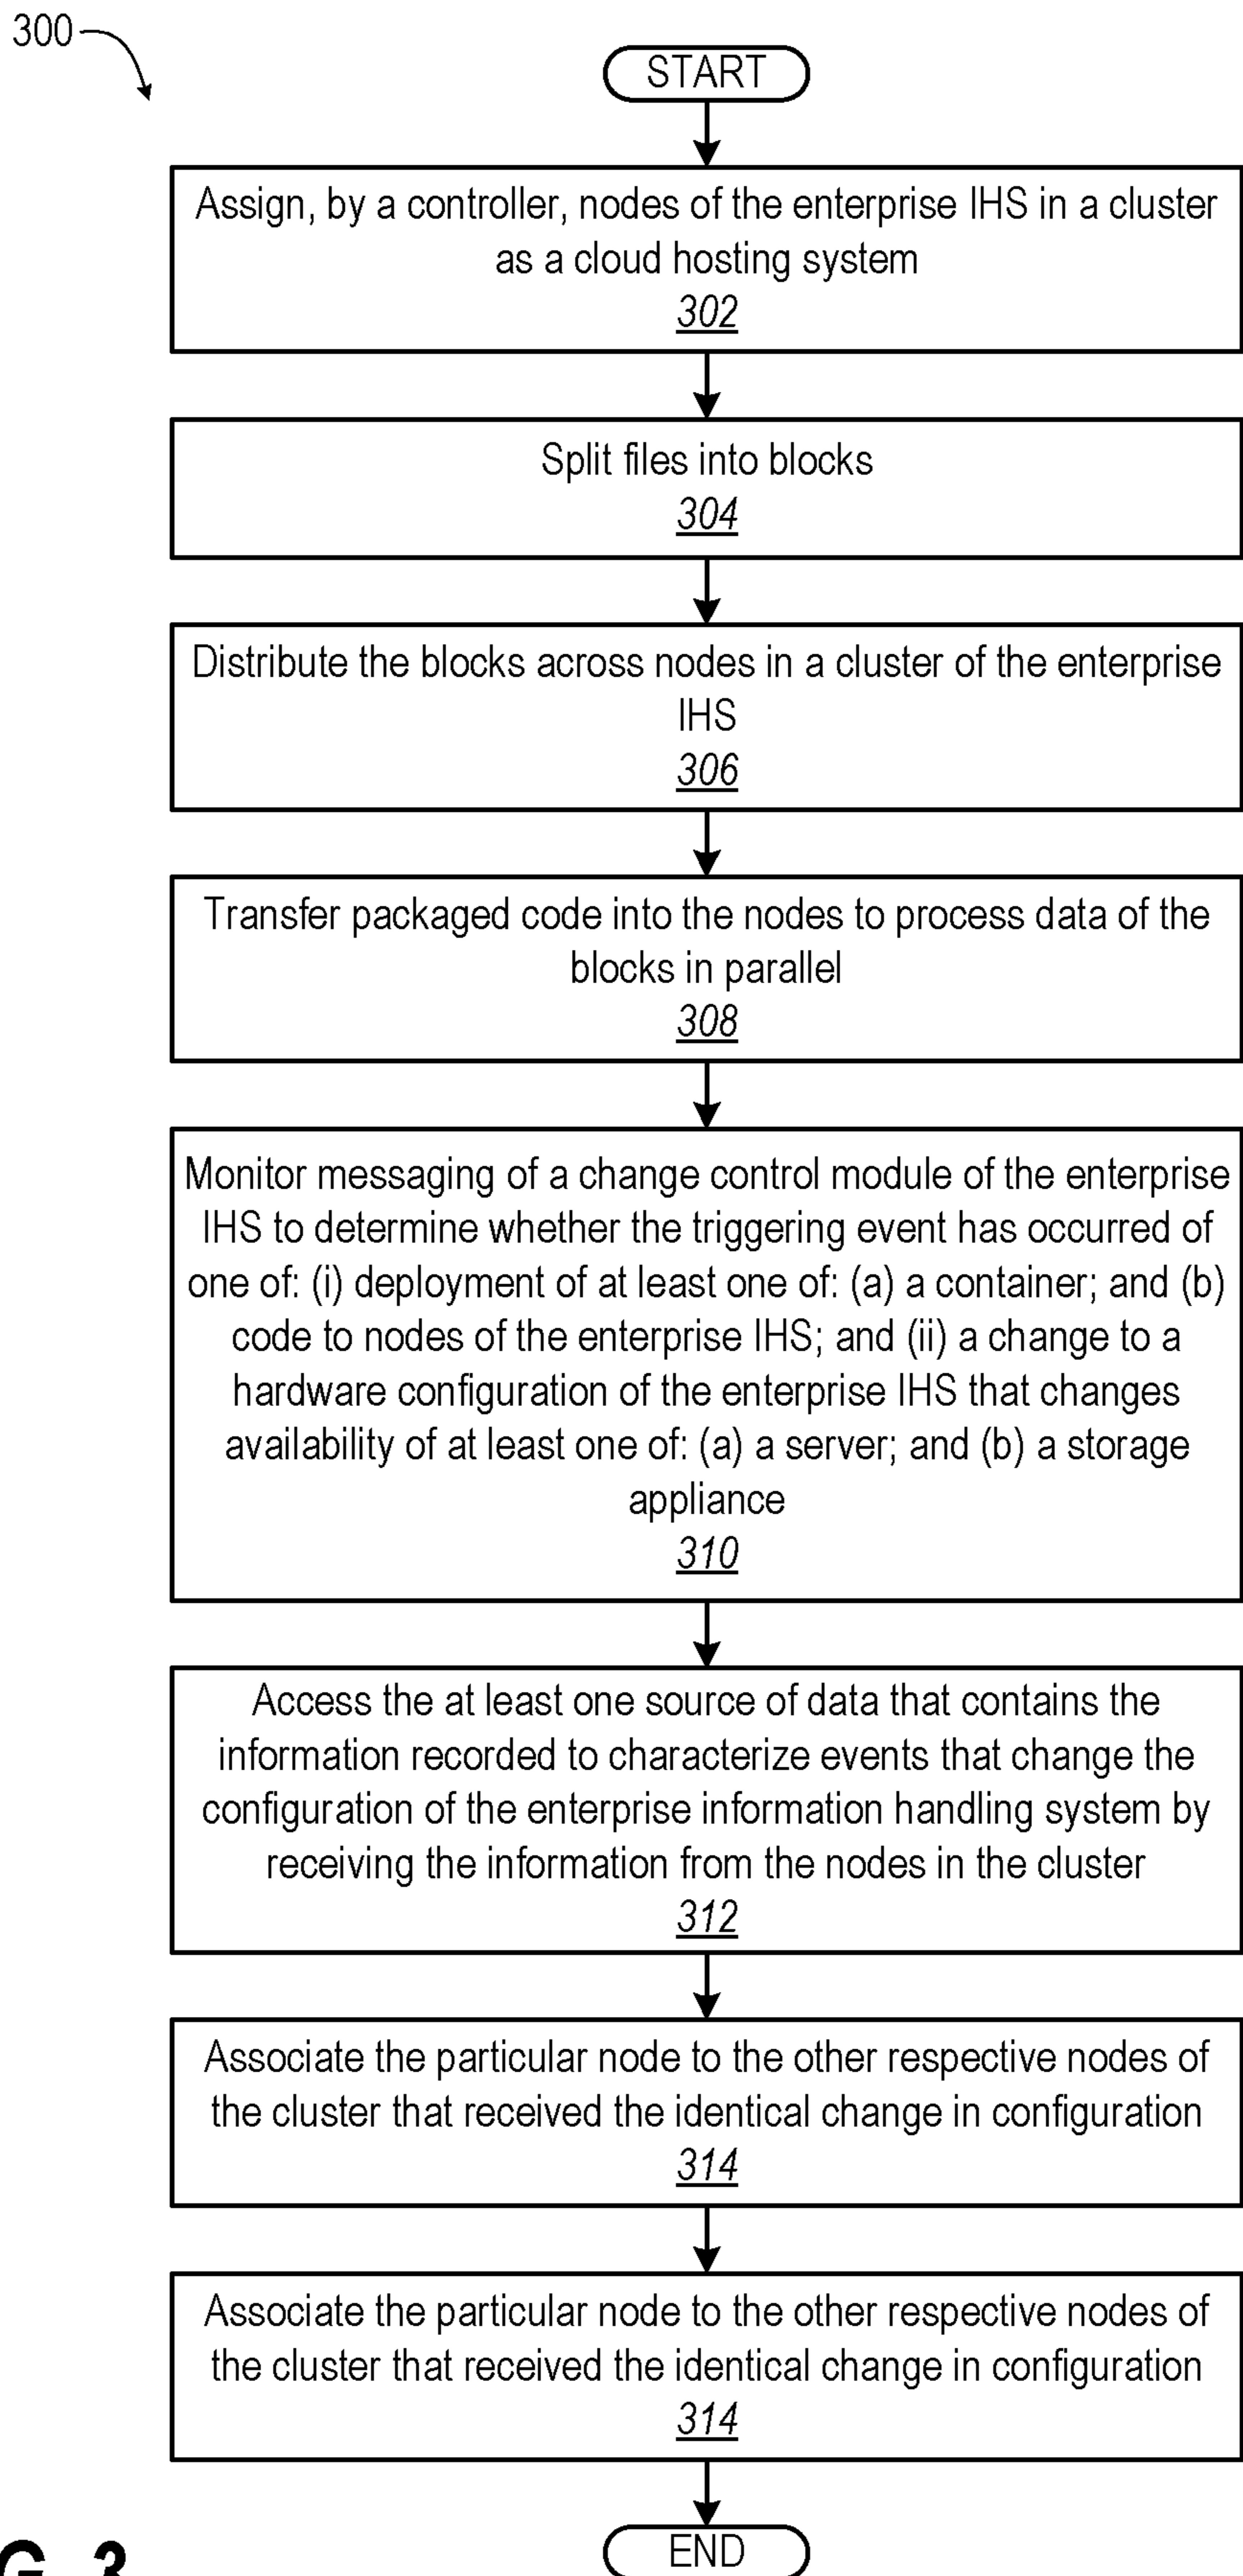 300
START
Assign, by a controller, nodes of the enterprise IHS in a cluster
as a cloud hosting system
302
Split files into blocks
304
Distribute the blocks across nodes in a cluster of the enterprise
IHS
306
Transfer packaged code into the nodes to process data of the
blocks in parallel
308
Monitor messaging of a change control module of the enterprise
IHS to determine whether the triggering event has occurred of
one of: (i) deployment of at least one of: (a) a container; and (b)
code to nodes of the enterprise IHS; and (ii) a change to a
hardware configuration of the enterprise IHS that changes
availability of at least one of: (a) a server; and (b) a storage
appliance
310
Access the at least one source of data that contains the
information recorded to characterize events that change the
configuration of the enterprise information handling system by
receiving the information from the nodes in the cluster
312
Associate the particular node to the other respective nodes of
the cluster that received the identical change in configuration
314
Associate the particular node to the other respective nodes of
the cluster that received the identical change in configuration
314
END
G. 3